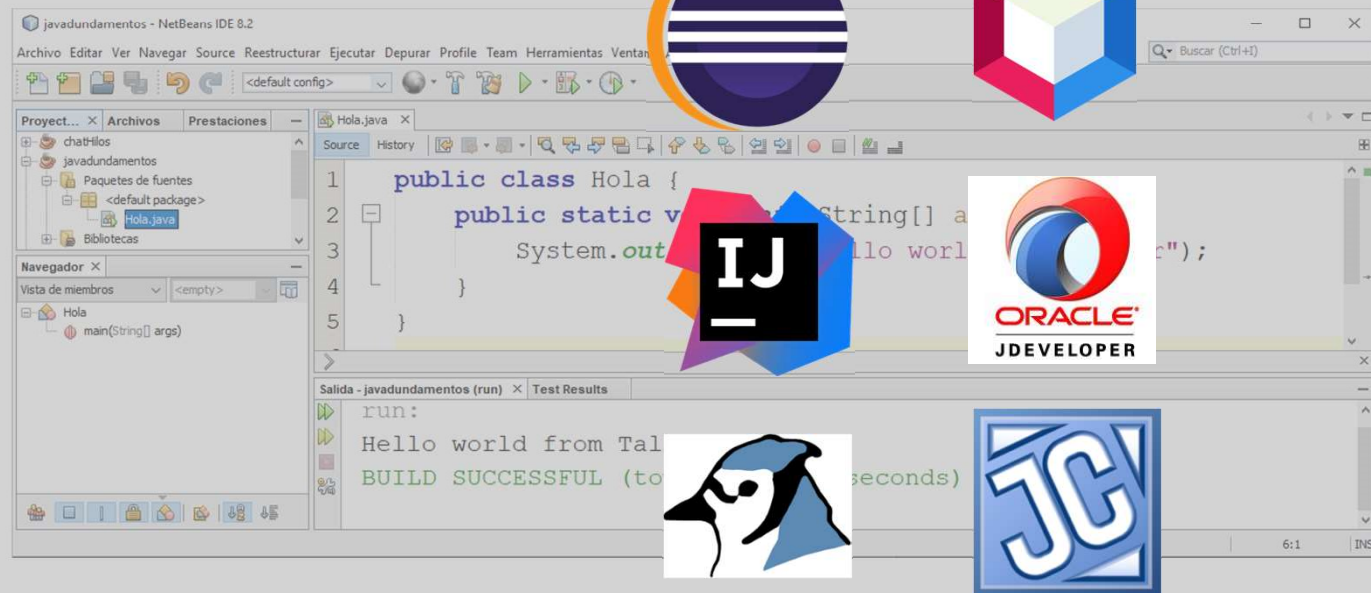 javadundamentos - NetBeans IDE 8.2
Archivo Editar Ver Navegar Source Reestructurar Ejecutar Depurar Profile Team Herramientas
Buscar (Ctrl+I)
<default config>
Proyect... Archivos Prestaciones
chatHilos
javadundamentos
Paquetes de fuentes
<default package>
Hola.java
Bibliotecas
Navegador
Vista de miembros <empty>
Hola
main(String[] args)
Hola.java
Source History
1 public class Hola {
2 public static String[] a
3 System.out worl r");
4 }
5 }
IJ
ORACLE
JDEVELOPER
Salida - javadundamentos (run) Test Results
run:
Hello world from
BUILD SUCCESSFUL seconds)
JC
6:1 INS